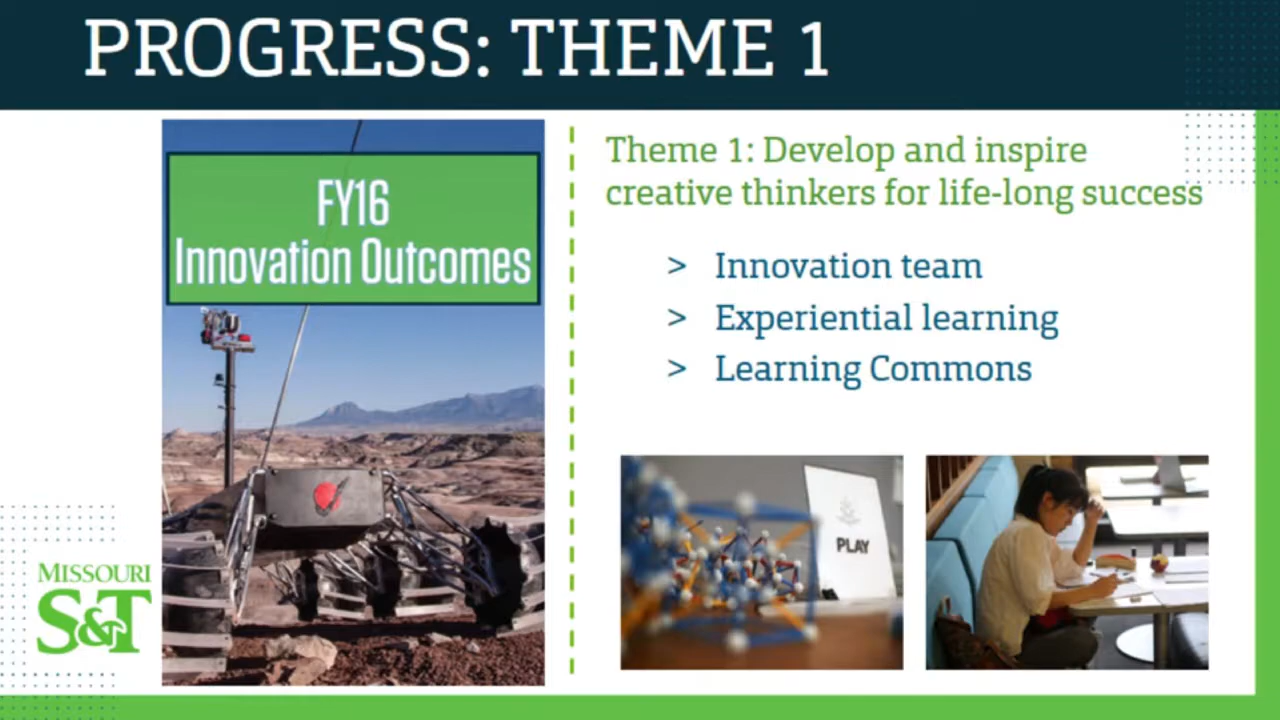 PROGRESS: THEME 1
FY16
Innovation Outcomes
Theme 1: Develop and inspire
creative thinkers for life-long success
> Innovation team
> Experiential learning
> Learning Commons
PLAY
MISSOURI
S&T